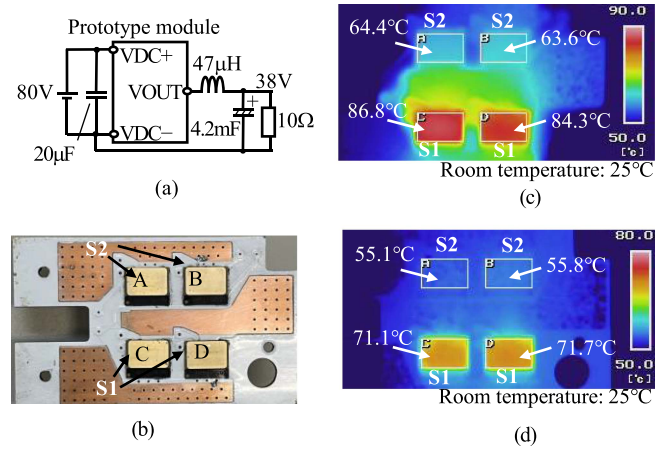 Prototype module
VDC+
47μH
38V
80V
VOUT
VDC−
4.2mF
10Ω
20μF
(a)
S2
A
B
C
D
S1
(b)
90.0
S2
64.4℃
A
B
63.6℃
86.8℃
C
D
84.3℃
S1
S1
50.0
[℃]
Room temperature: 25℃
(c)
80.0
S2
S2
55.1℃
A
B
55.8℃
71.1℃
C
D
71.7℃
S1
S1
50.0
[℃]
Room temperature: 25℃
(d)